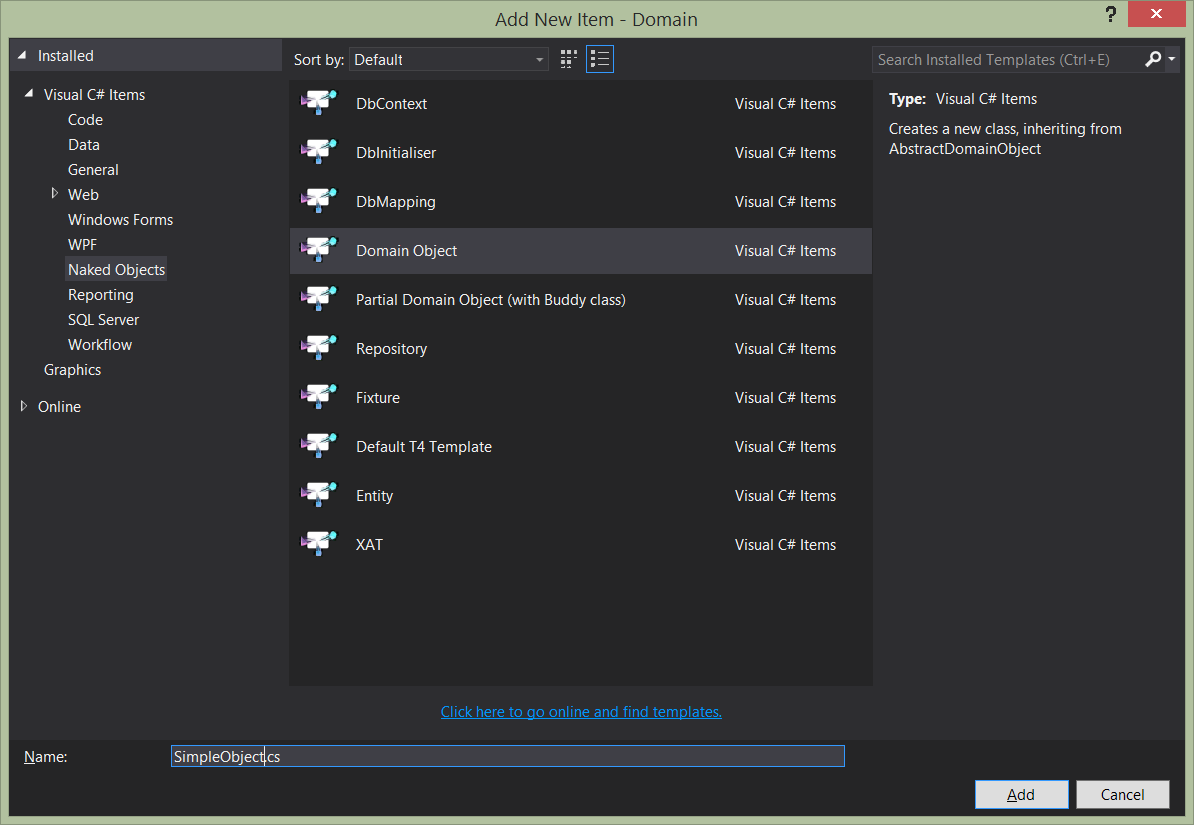 Add New Item - Domain
?
Installed
Sort by: Default
Search Installed Templates (Ctrl+E)
Visual C# Items
Code
Data
General
Web
Windows Forms
WPF
Naked Objects
Reporting
SQL Server
Workflow
Graphics
Online
DbContext Visual C# Items
DbInitialiser Visual C# Items
DbMapping Visual C# Items
Domain Object Visual C# Items
Partial Domain Object (with Buddy class) Visual C# Items
Repository Visual C# Items
Fixture Visual C# Items
Default T4 Template Visual C# Items
Entity Visual C# Items
XAT Visual C# Items
Type: Visual C# Items
Creates a new class, inheriting from
AbstractDomainObject
Click here to go online and find templates.
Name: SimpleObject.cs
Add Cancel